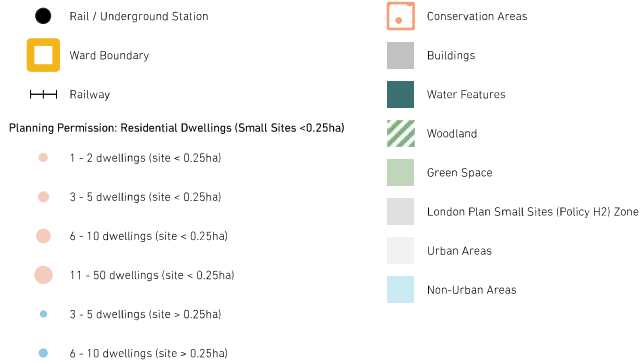 Rail / Underground Station
Ward Boundary
Railway
Planning Permission: Residential Dwellings (Small Sites <0.25ha)
1 - 2 dwellings (site < 0.25ha)
3 - 5 dwellings (site < 0.25ha)
6 - 10 dwellings (site < 0.25ha)
11 - 50 dwellings (site < 0.25ha)
3 - 5 dwellings (site > 0.25ha)
6 - 10 dwellings (site > 0.25ha)
Conservation Areas
Buildings
Water Features
Woodland
Green Space
London Plan Small Sites (Policy H2) Zone
Urban Areas
Non-Urban Areas